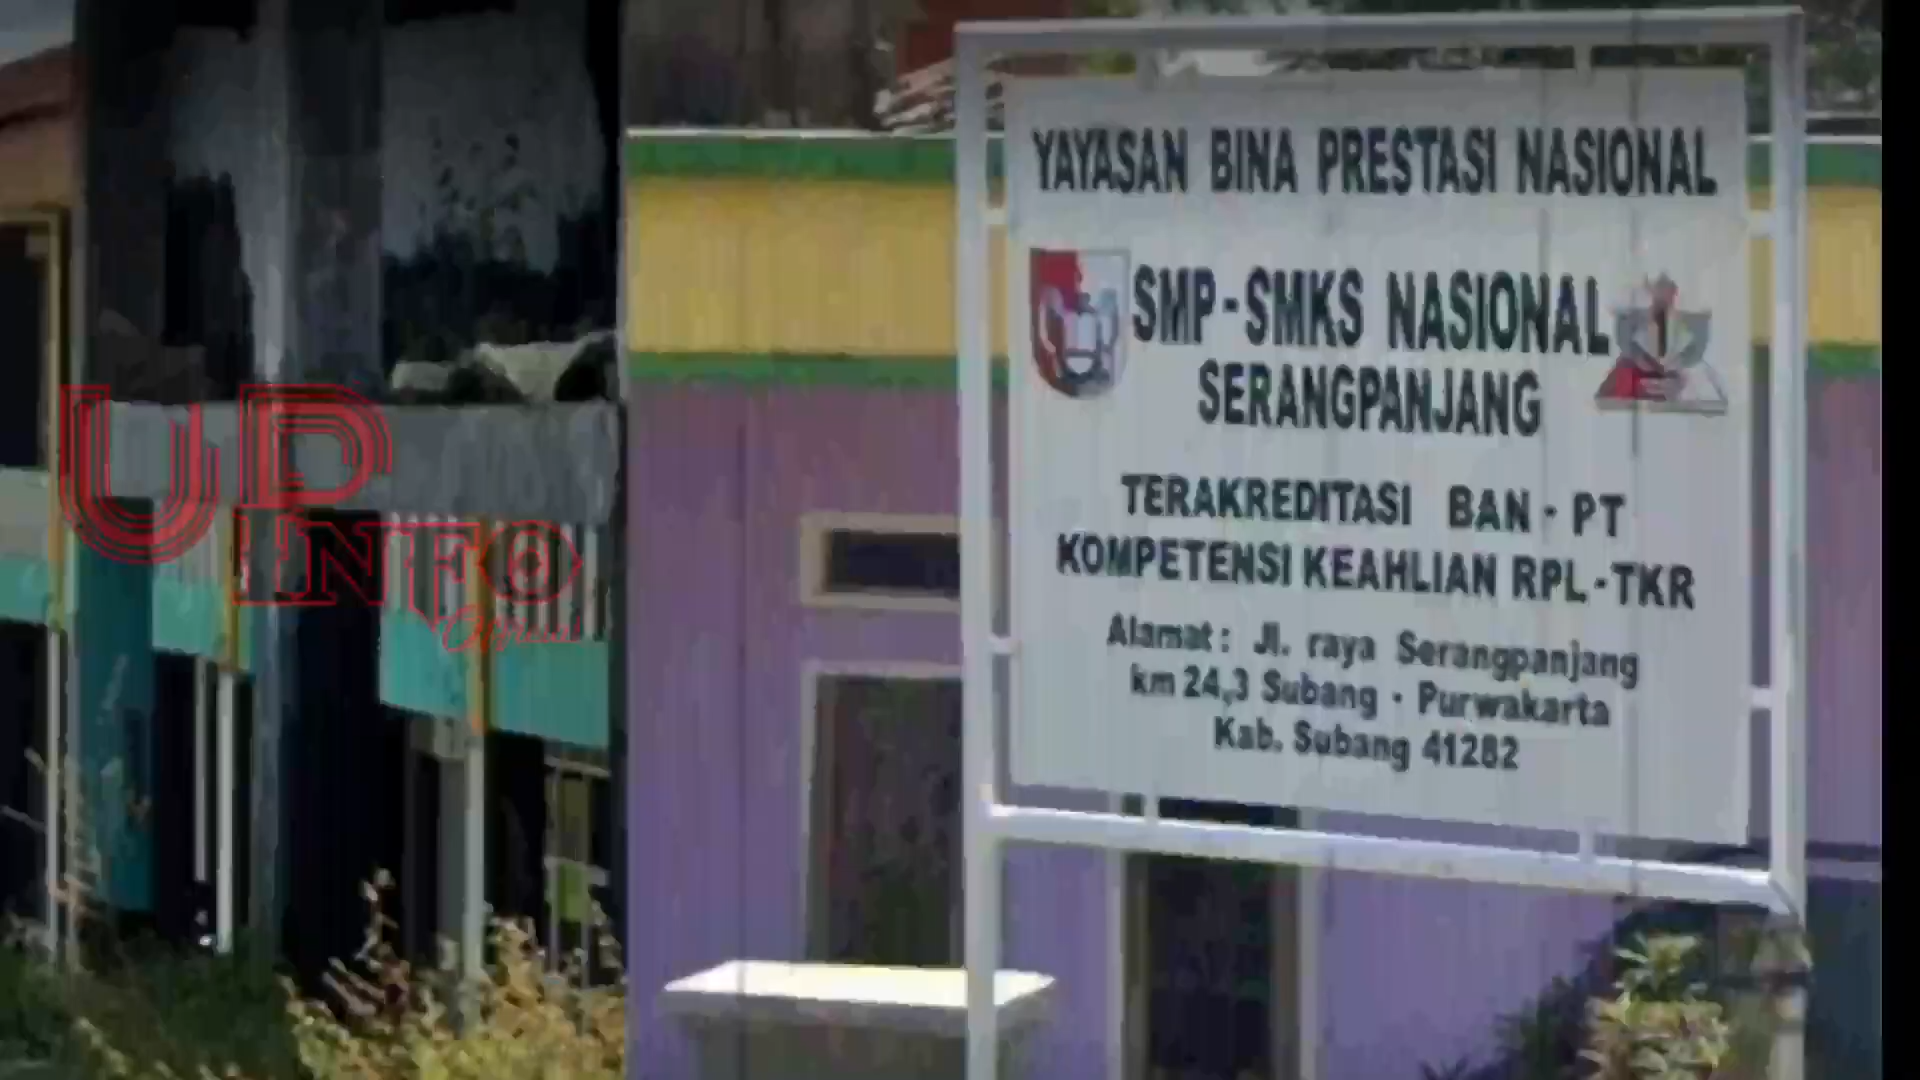 UP
INFO
Official
YAYASAN BINA PRESTASI NASIONAL
SMP-SMKS NASIONAL
SERANGPANJANG
TERAKREDITASI BAN - PT
KOMPETENSI KEAHLIAN RPL-TKR
Alamat: Jl. raya Serangpanjang
km 24,3 Subang - Purwakarta
Kab. Subang 41282